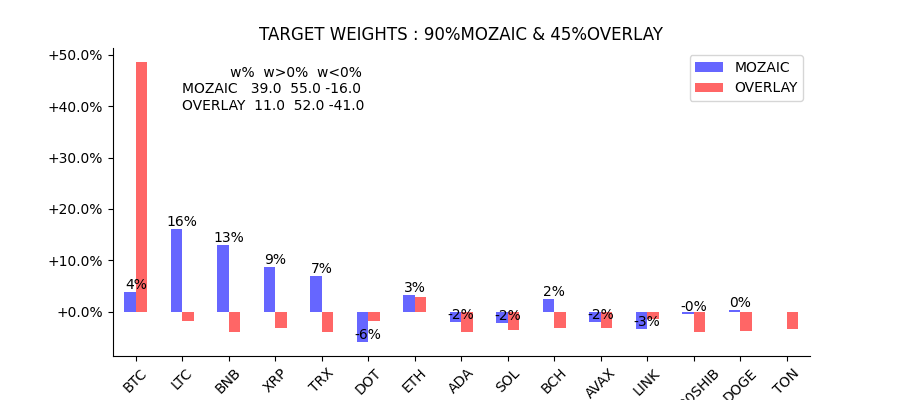 TARGET WEIGHTS : 90%MOZAIC & 45%OVERLAY
+50.0%
+40.0%
+30.0%
+20.0%
+10.0%
+0.0%
w% w>0% w<0%
MOZAIC 39.0 55.0 -16.0
OVERLAY 11.0 52.0 -41.0
MOZAIC
OVERLAY
4%
16%
13%
9%
7%
-6%
3%
-2%
-2%
2%
-2%
-3%
-0%
0%
BTC
LTC
BNB
XRP
TRX
DOT
ETH
ADA
SOL
BCH
AVAX
LINK
00SHIB
DOGE
TON